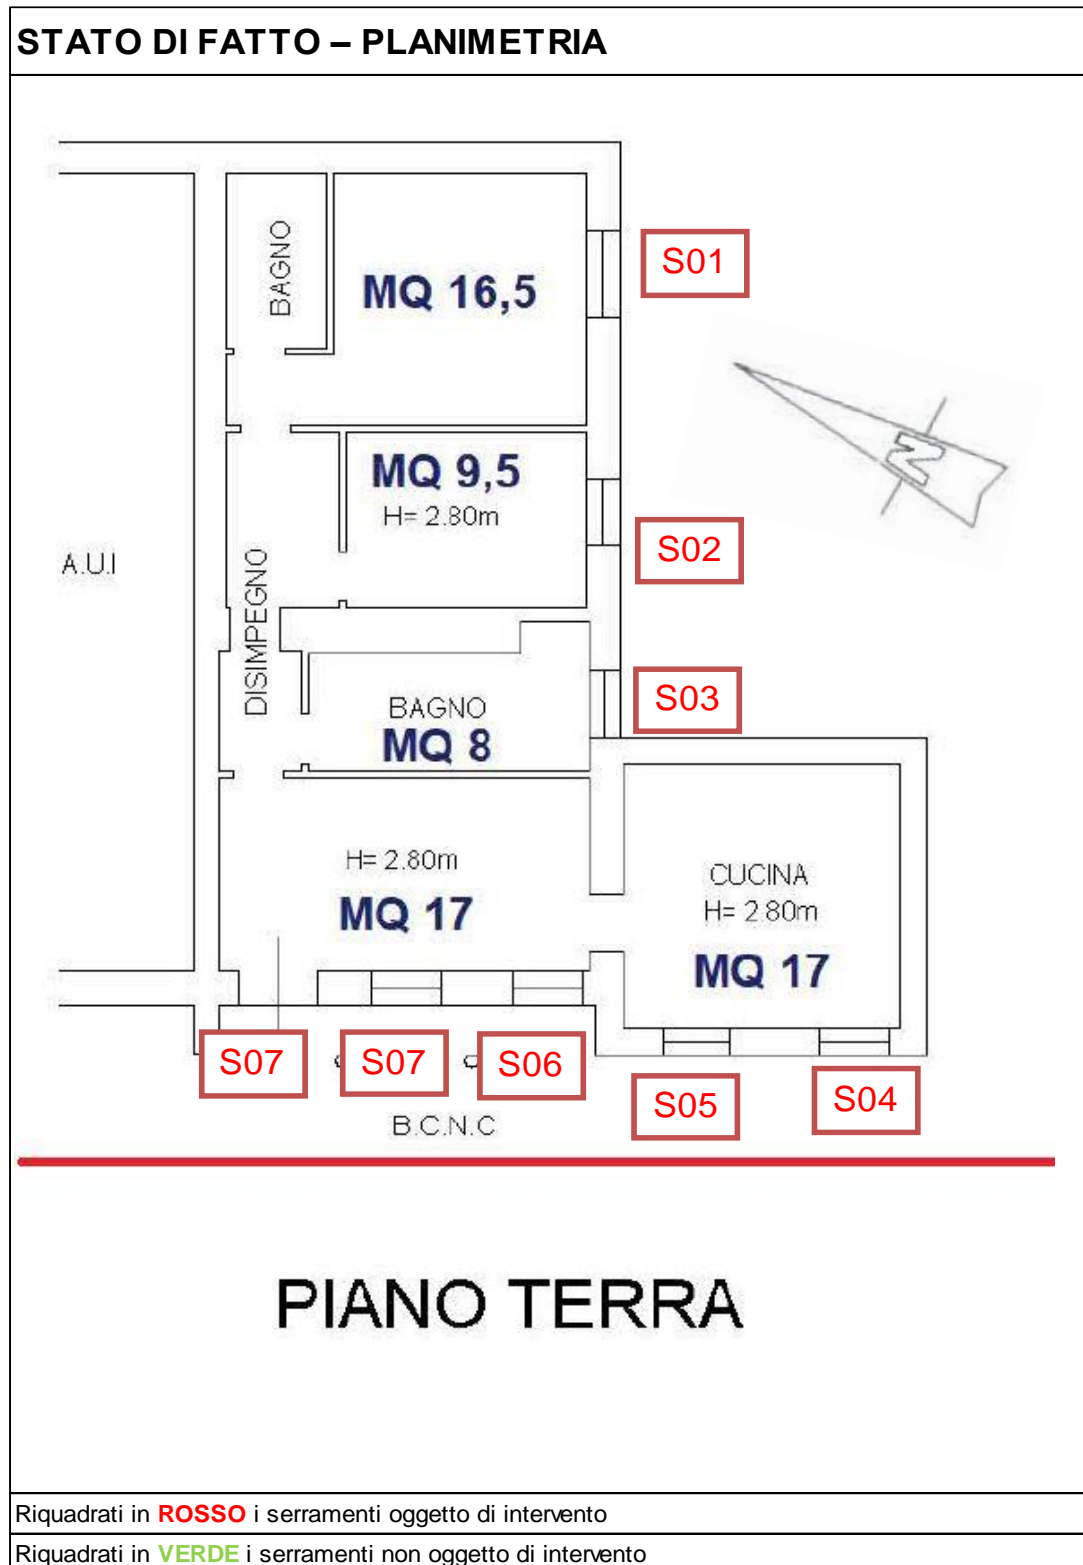 STATO DI FATTO – PLANIMETRIA
BAGNO
MQ 16,5
S01
N
MQ 9,5
H= 2.80m
S02
A.U.I
DISIMPEGNO
BAGNO
MQ 8
S03
H= 2.80m
MQ 17
CUCINA
H= 2.80m
MQ 17
S07
S07
S06
S05
S04
B.C.N.C
PIANO TERRA
Riquadrati in ROSSO i serramenti oggetto di intervento
Riquadrati in VERDE i serramenti non oggetto di intervento